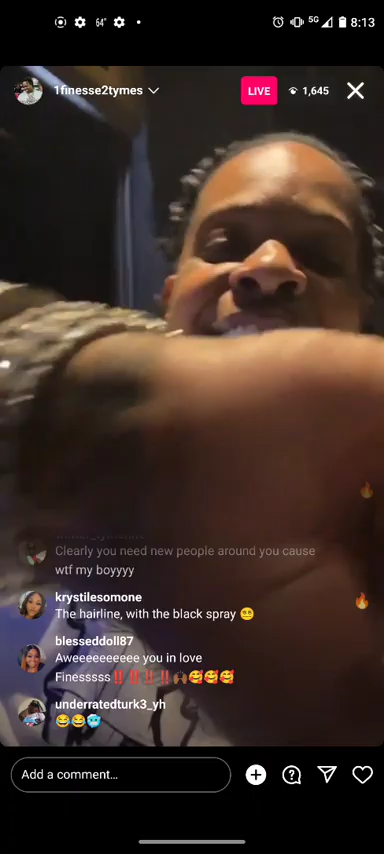 64° 5G 8:13
1finesse2tymes LIVE 1,645
Clearly you need new people around you cause
wtf my boyyyy
krystilesomone
The hairline, with the black spray 😵‍💫
blesseddoll87
Aweeeeeeeeee you in love
Finesssss‼️‼️‼️‼️🙌🏾🥰🥰🥰
underratedturk3_yh
😂😂🥶
Add a comment...